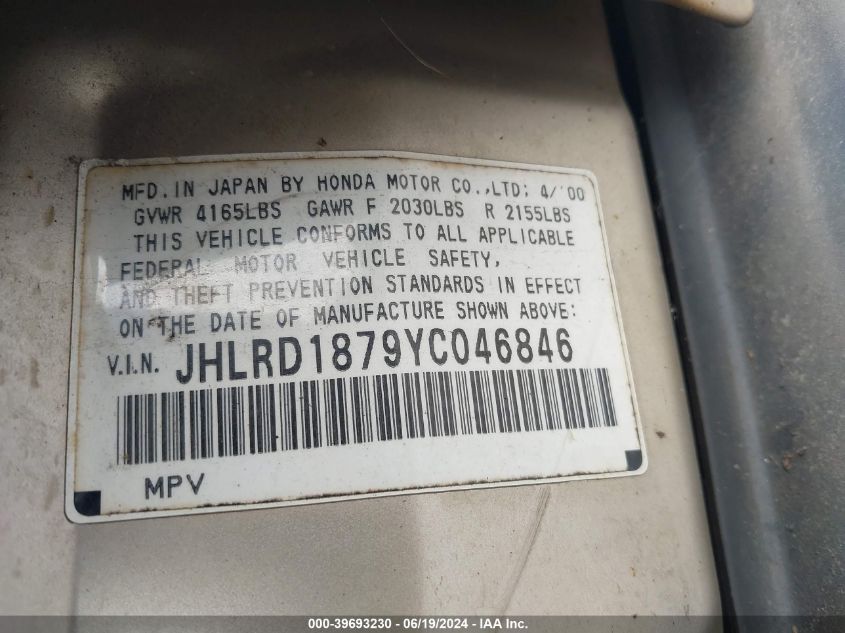 MFD. IN JAPAN BY HONDA MOTOR CO., LTD; 4/'00
GVWR 4165LBS GAWR F 2030LBS R 2155LBS
THIS VEHICLE CONFORMS TO ALL APPLICABLE
FEDERAL MOTOR VEHICLE SAFETY,
AND THEFT PREVENTION STANDARDS IN EFFECT
ON THE DATE OF MANUFACTURE SHOWN ABOVE:
V.I.N. JHLRD1879YC046846
MPV
000-39693230 - 06/19/2024 - IAA Inc.